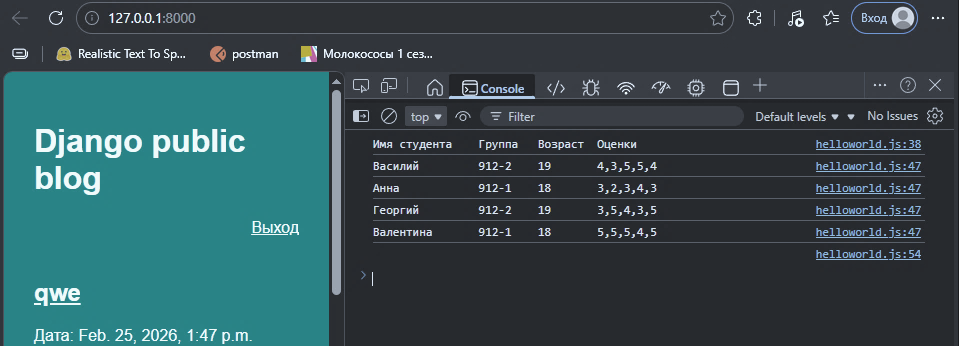 127.0.0.1:8000
Вход
Realistic Text To Sp...
postman
Молокососы 1 сез...
Django public
blog
Выход
qwe
Дата: Feb. 25, 2026, 1:47 p.m.
Console
top
Filter
Default levels
No Issues
Имя студента Группа Возраст Оценки helloworld.js:38
Василий 912-2 19 4,3,5,5,4 helloworld.js:47
Анна 912-1 18 3,2,3,4,3 helloworld.js:47
Георгий 912-2 19 3,5,4,3,5 helloworld.js:47
Валентина 912-1 18 5,5,5,4,5 helloworld.js:47
helloworld.js:54